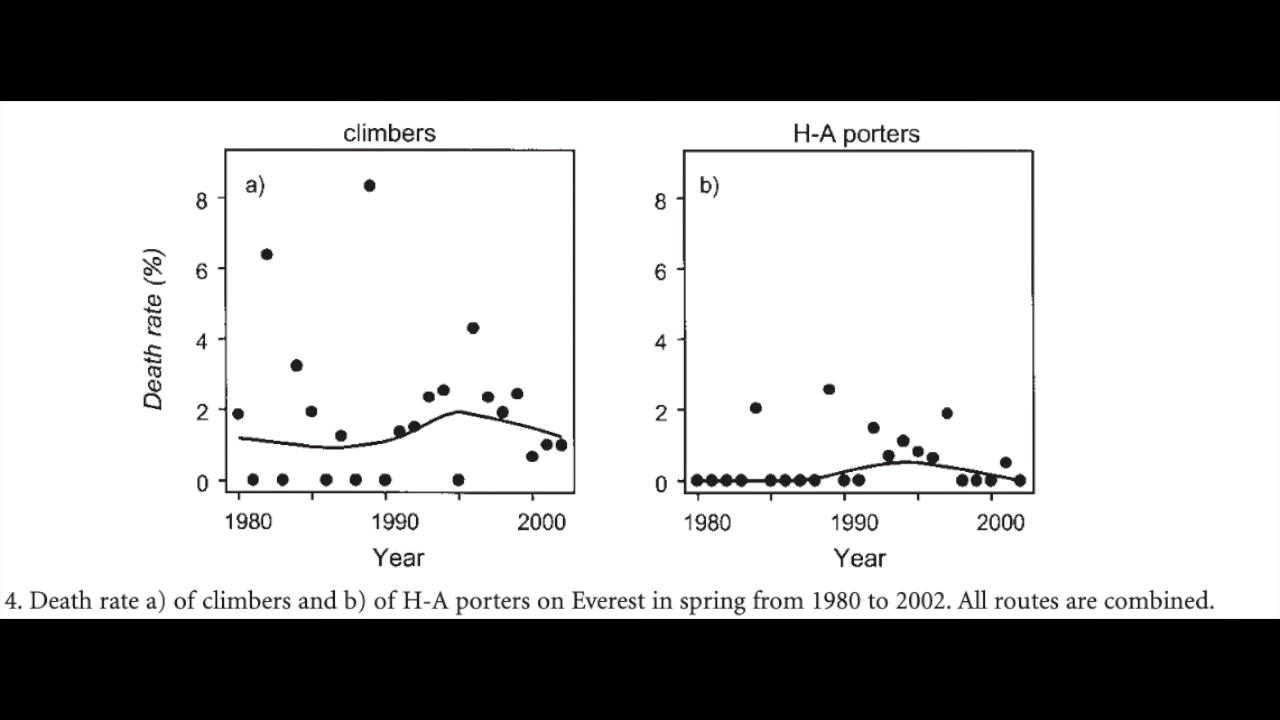 climbers
H-A porters
a)
b)
8
6
4
2
0
8
6
4
2
0
Death rate (%)
1980
1990
2000
1980
1990
2000
Year
Year
4. Death rate a) of climbers and b) of H-A porters on Everest in spring from 1980 to 2002. All routes are combined.